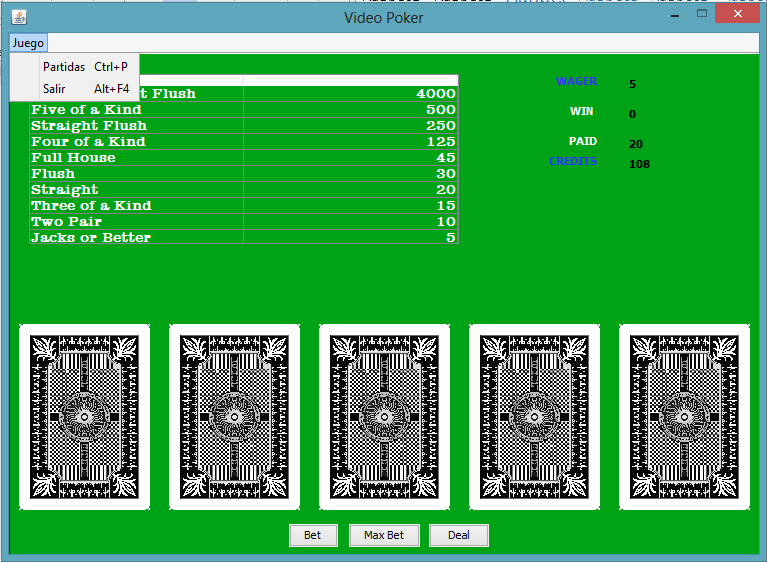 Video Poker
Juego
Partidas Ctrl+P
Salir Alt+F4
t Flush 4000
Five of a Kind 500
Straight Flush 250
Four of a Kind 125
Full House 45
Flush 30
Straight 20
Three of a Kind 15
Two Pair 10
Jacks or Better 5
WAGER 5
WIN 0
PAID 20
CREDITS 108
Bet Max Bet Deal